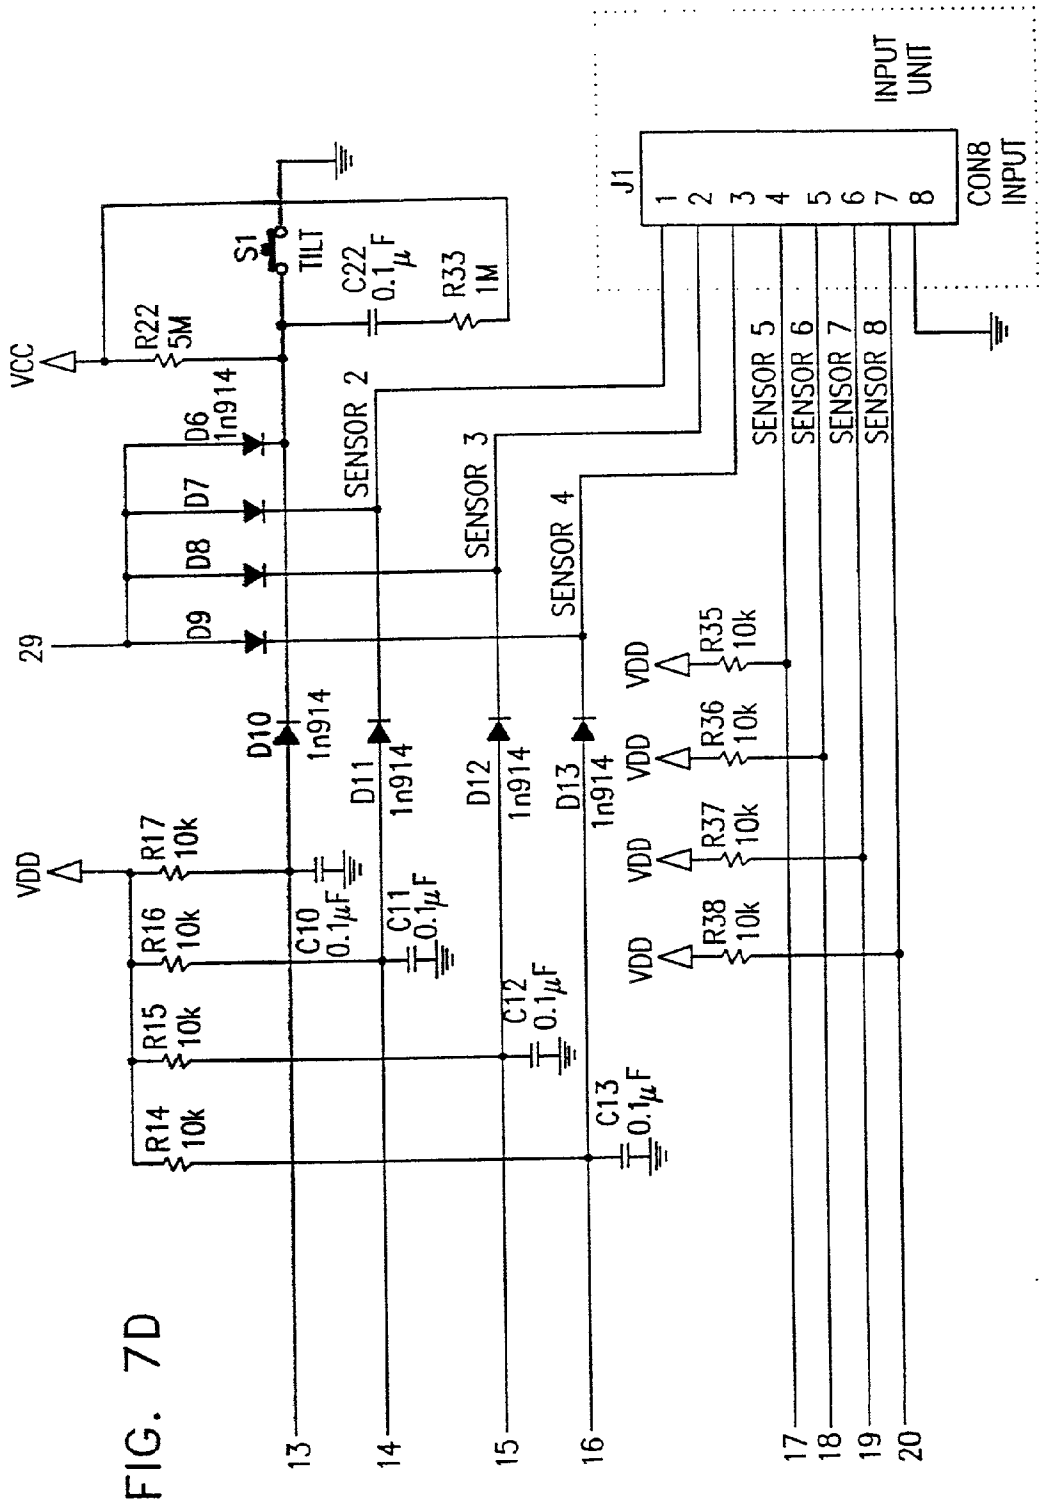 FIG. 7D
29
VCC
VDD
R14
10k
R15
10k
R16
10k
R17
10k
D9
D8
D7
D6
1n914
R22
5M
S1
TILT
C22
0.1μF
R33
1M
13
14
15
16
D10
1n914
D11
1n914
D12
1n914
D13
1n914
C10
0.1μF
C11
0.1μF
C12
0.1μF
C13
0.1μF
SENSOR 2
SENSOR 3
SENSOR 4
J1
1
2
3
4
5
6
7
8
CON8
INPUT
INPUT
UNIT
VDD
R38
10k
VDD
R37
10k
VDD
R36
10k
VDD
R35
10k
SENSOR 5
SENSOR 6
SENSOR 7
SENSOR 8
17
18
19
20